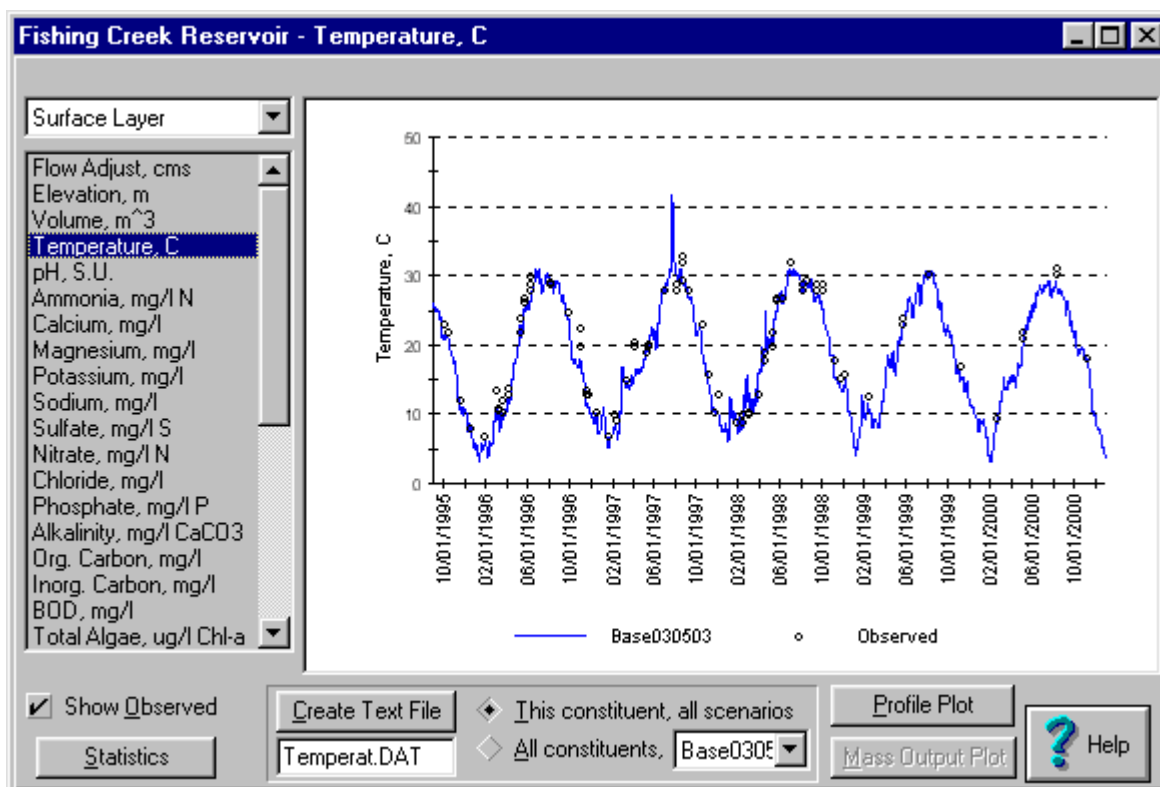 Fishing Creek Reservoir - Temperature, C
Surface Layer
Flow Adjust, cms
Elevation, m
Volume, m^3
Temperature, C
pH, S.U.
Ammonia, mg/l N
Calcium, mg/l
Magnesium, mg/l
Potassium, mg/l
Sodium, mg/l
Sulfate, mg/l S
Nitrate, mg/l N
Chloride, mg/l
Phosphate, mg/l P
Alkalinity, mg/l CaCO3
Org. Carbon, mg/l
Inorg. Carbon, mg/l
BOD, mg/l
Total Algae, ug/l Chl-a
Temperature, C
50
40
30
20
10
0
10/01/1995
02/01/1996
06/01/1996
10/01/1996
02/01/1997
06/01/1997
10/01/1997
02/01/1998
06/01/1998
10/01/1998
02/01/1999
06/01/1999
10/01/1999
02/01/2000
06/01/2000
10/01/2000
Base030503
Observed
Show Observed
Statistics
Create Text File
Temperat.DAT
This constituent, all scenarios
All constituents,
Base0305
Profile Plot
Mass Output Plot
Help